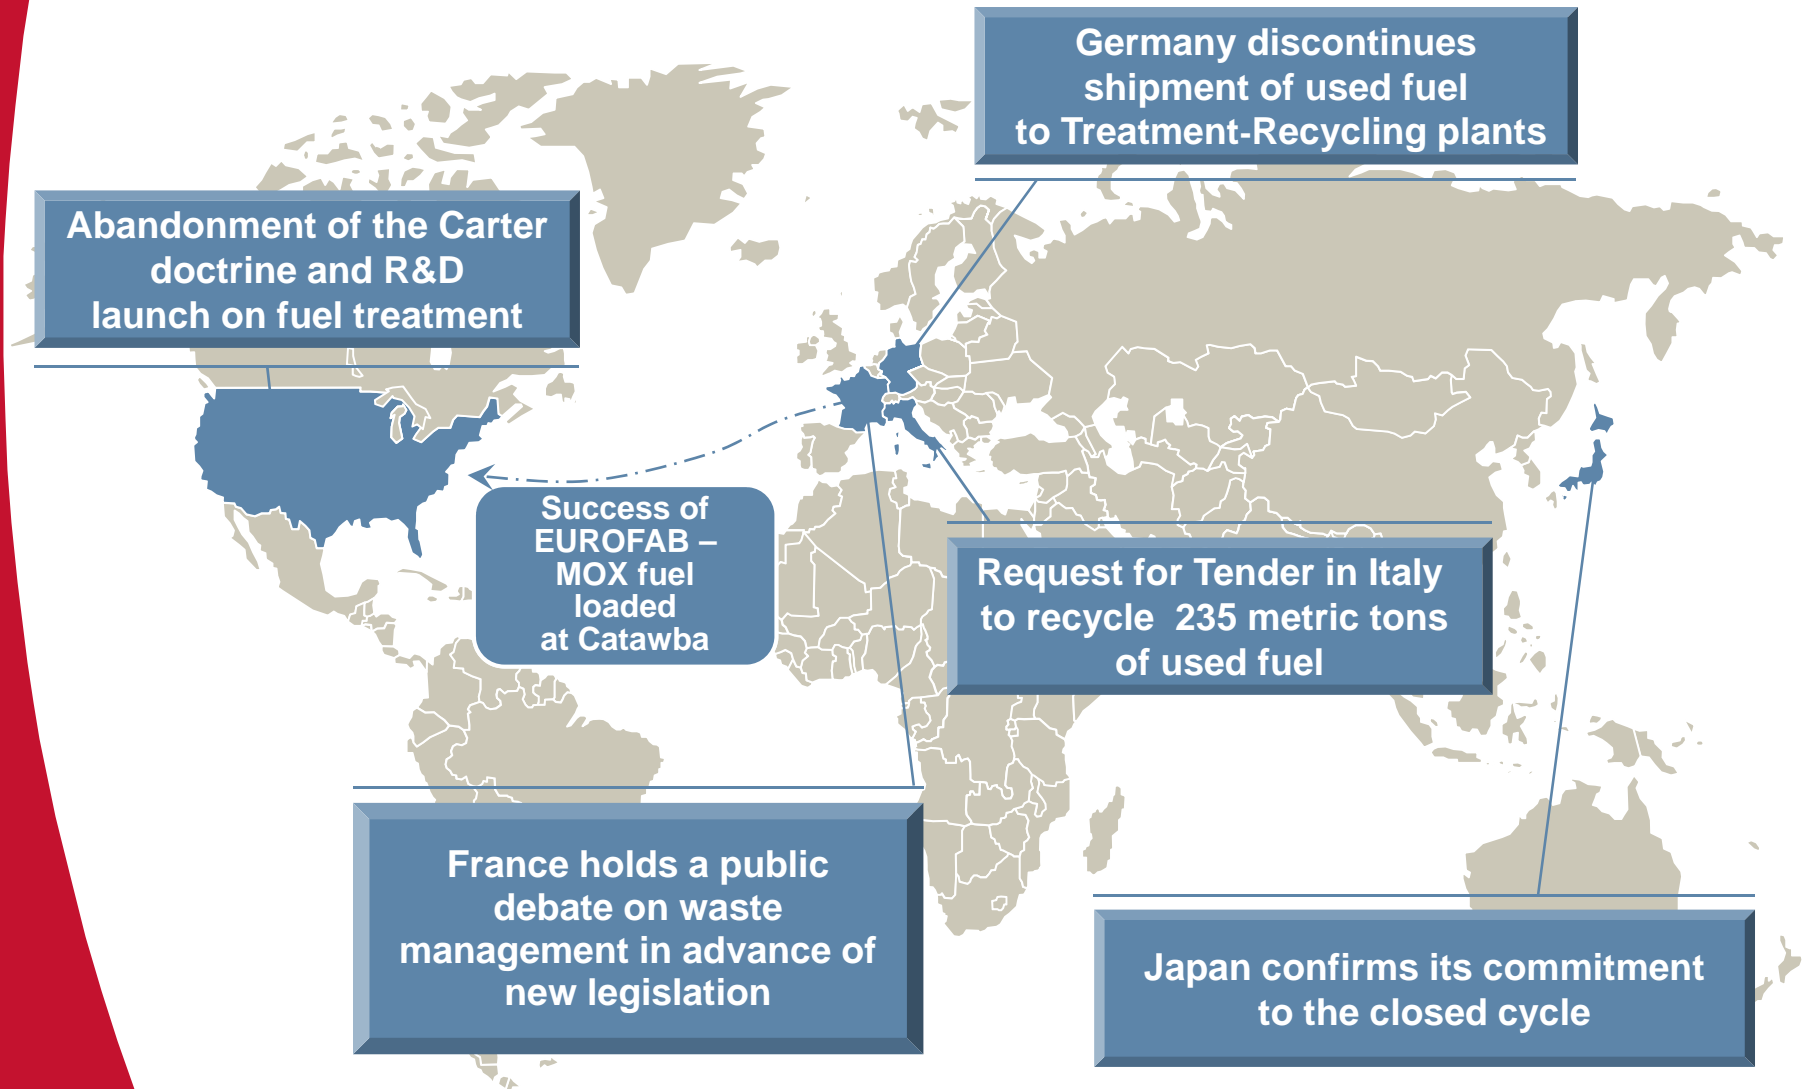 Germany discontinues
shipment of used fuel
to Treatment-Recycling plants
Abandonment of the Carter
doctrine and R&D
launch on fuel treatment
Success of
EUROFAB –
MOX fuel
loaded
at Catawba
Request for Tender in Italy
to recycle 235 metric tons
of used fuel
France holds a public
debate on waste
management in advance of
new legislation
Japan confirms its commitment
to the closed cycle